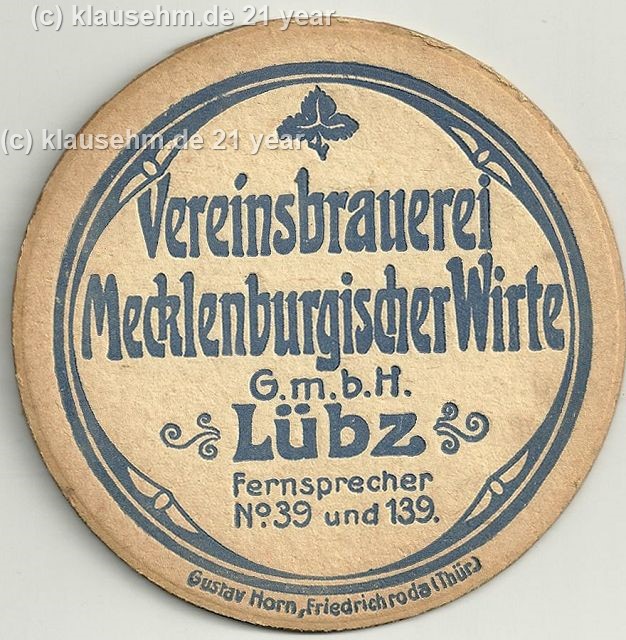 (c) klausehm.de 21 year
(c) klausehm.de 21 year
Vereinsbrauerei
Mecklenburgischer Wirte
G.m.b.H.
Lübz
Fernsprecher
No. 39 und 139.
Gustav Horn, Friedrichroda (Thür.)